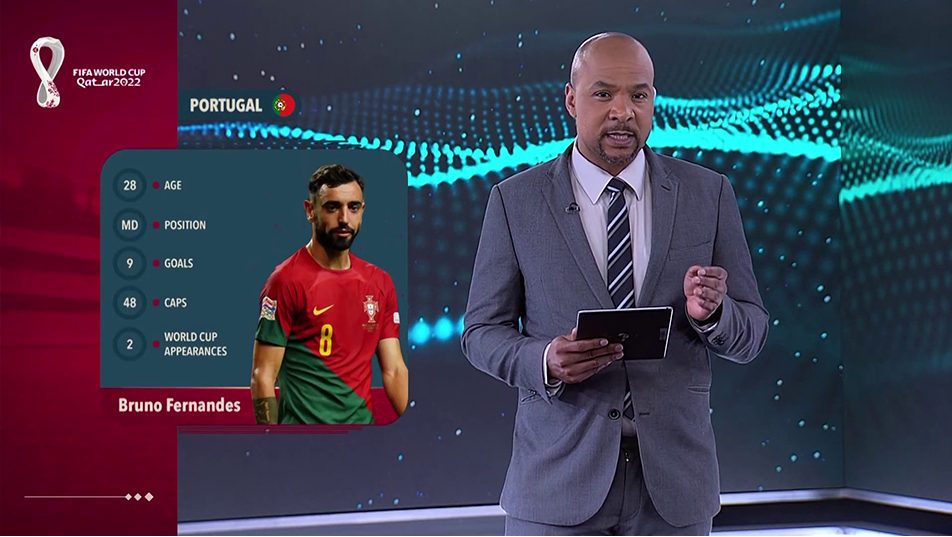 FIFA WORLD CUP
Qatar2022
PORTUGAL
28 AGE
MD POSITION
9 GOALS
48 CAPS
2 WORLD CUP
APPEARANCES
8
Bruno Fernandes